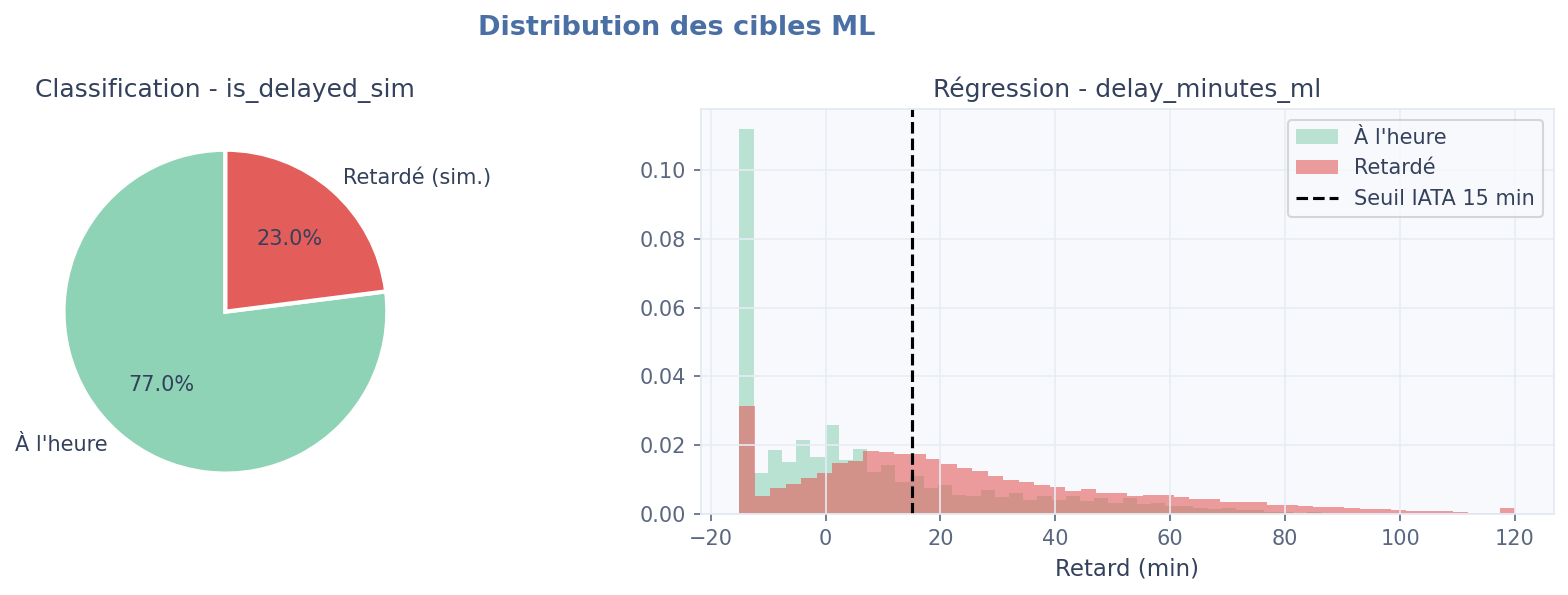 Distribution des cibles ML
Classification - is_delayed_sim
Retardé (sim.)
23.0%
77.0%
À l'heure
Régression - delay_minutes_ml
À l'heure
Retardé
Seuil IATA 15 min
0.10
0.08
0.06
0.04
0.02
0.00
−20 0 20 40 60 80 100 120
Retard (min)